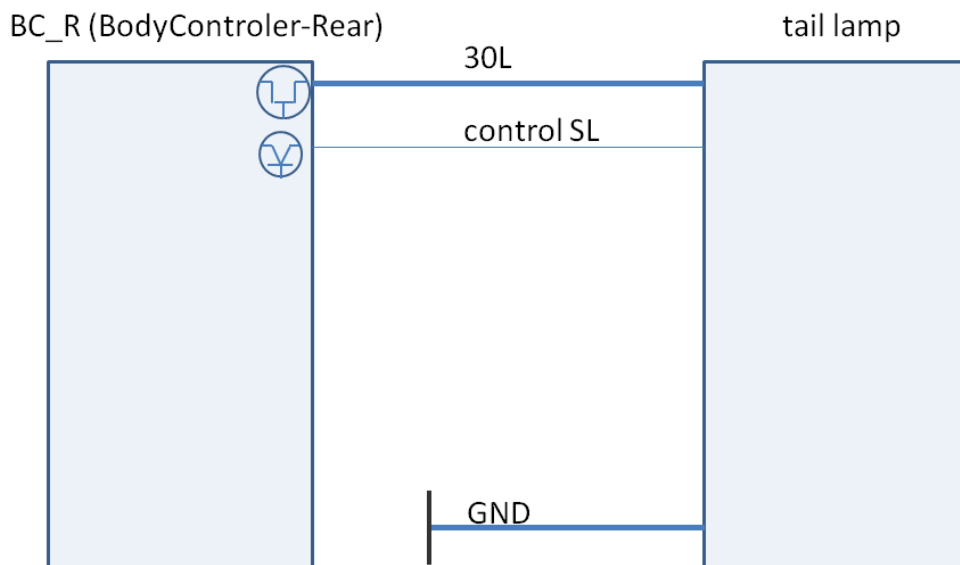 BC_R (BodyControler-Rear)
tail lamp
30L
control SL
GND